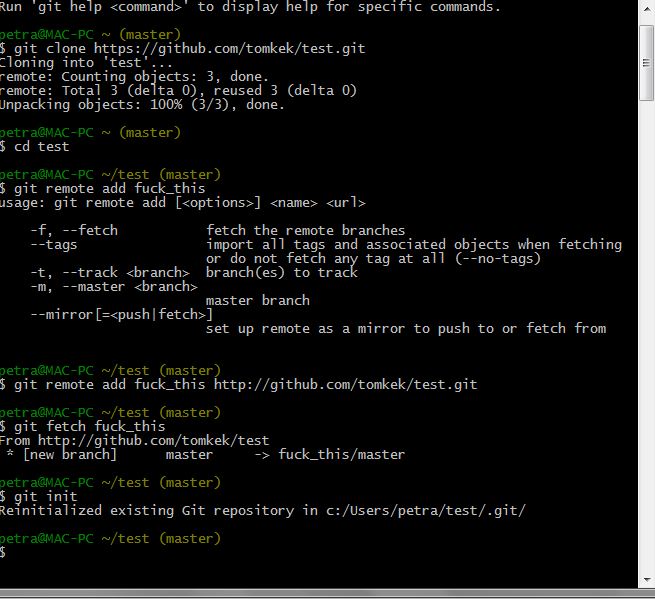 Run 'git help <command>' to display help for specific commands.
petra@MAC-PC ~ (master)
$ git clone https://github.com/tomkek/test.git
Cloning into 'test'...
remote: Counting objects: 3, done.
remote: Total 3 (delta 0), reused 3 (delta 0)
Unpacking objects: 100% (3/3), done.
petra@MAC-PC ~ (master)
$ cd test
petra@MAC-PC ~/test (master)
$ git remote add fuck_this
usage: git remote add [<options>] <name> <url>
-f, --fetch fetch the remote branches
--tags import all tags and associated objects when fetching
or do not fetch any tag at all (--no-tags)
-t, --track <branch> branch(es) to track
-m, --master <branch>
master branch
--mirror[=<push|fetch>]
set up remote as a mirror to push to or fetch from
petra@MAC-PC ~/test (master)
$ git remote add fuck_this http://github.com/tomkek/test.git
petra@MAC-PC ~/test (master)
$ git fetch fuck_this
From http://github.com/tomkek/test
* [new branch] master -> fuck_this/master
petra@MAC-PC ~/test (master)
$ git init
Reinitialized existing Git repository in c:/Users/petra/test/.git/
petra@MAC-PC ~/test (master)
$